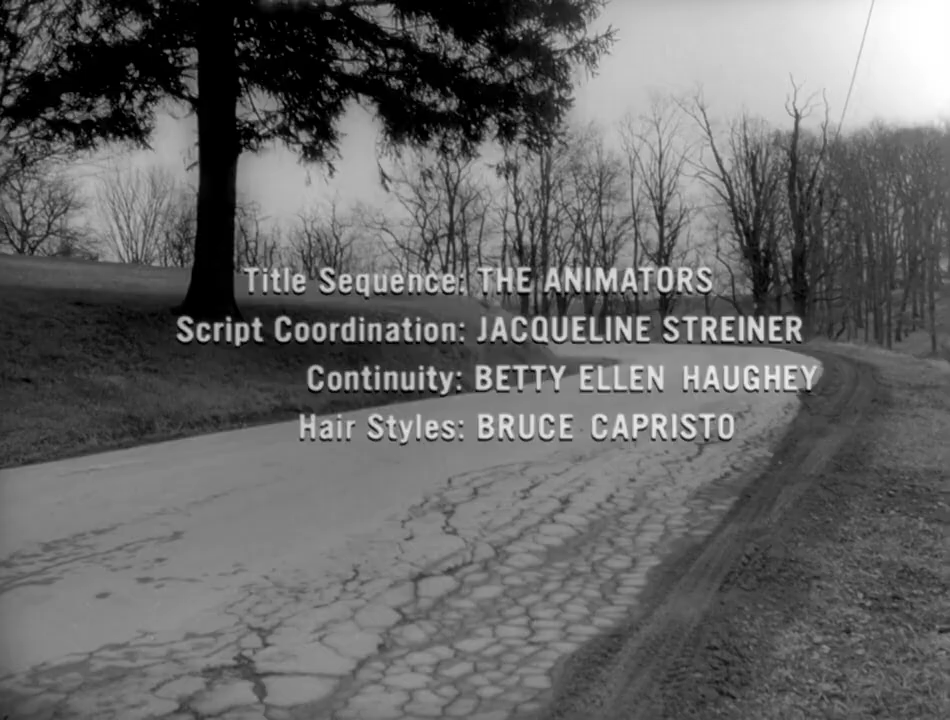 Title Sequence: THE ANIMATORS
Script Coordination: JACQUELINE STREINER
Continuity: BETTY ELLEN HAUGHEY
Hair Styles: BRUCE CAPRISTO